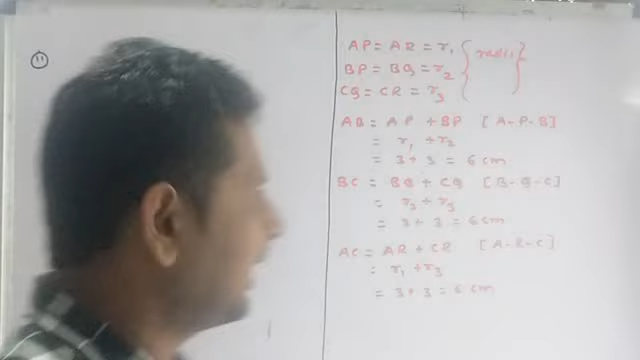 11
AP = AR = r1 { radii }
BP = BQ = r2
CQ = CR = r3
AB = AP + BP [A-P-B]
= r1 + r2
= 3 + 3 = 6 cm
BC = BQ + CQ [B-Q-C]
= r2 + r3
= 3 + 3 = 6 cm
AC = AR + CR [A-R-C]
= r1 + r3
= 3 + 3 = 6 cm